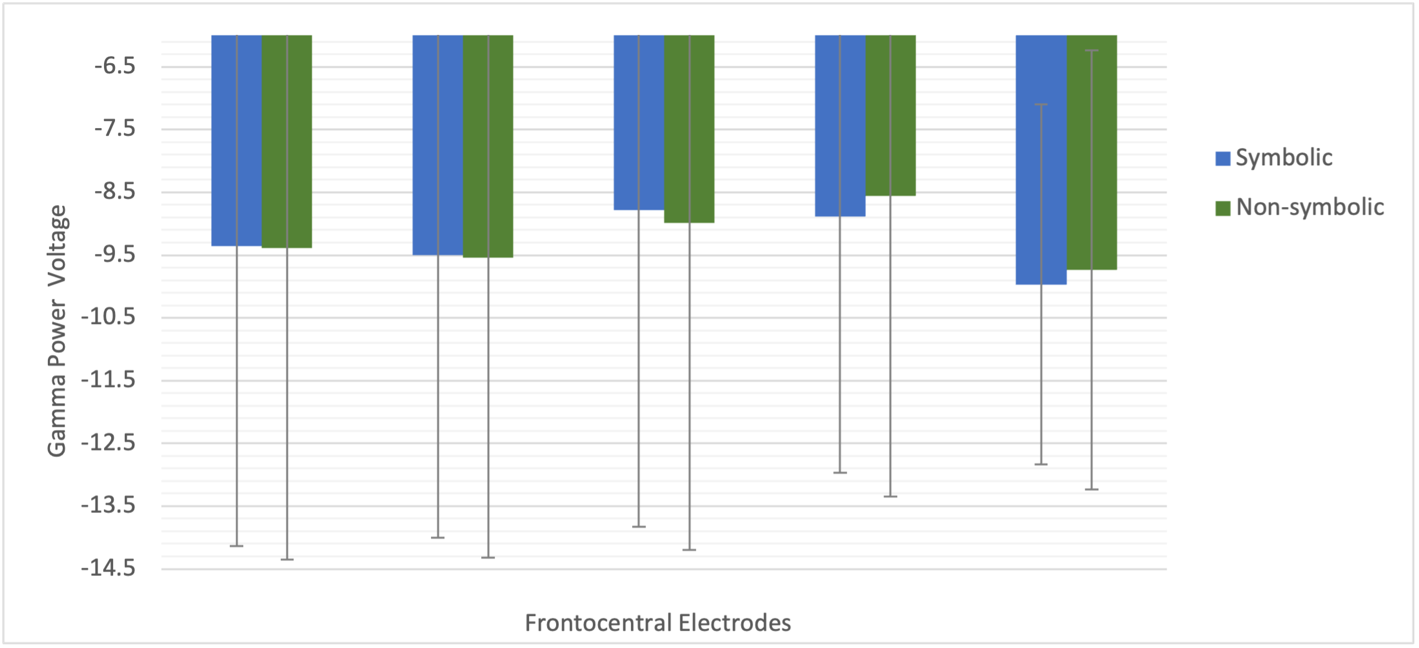 -6.5
-7.5
-8.5
-9.5
-10.5
-11.5
-12.5
-13.5
-14.5
Gamma Power Voltage
Frontocentral Electrodes
Symbolic
Non-symbolic